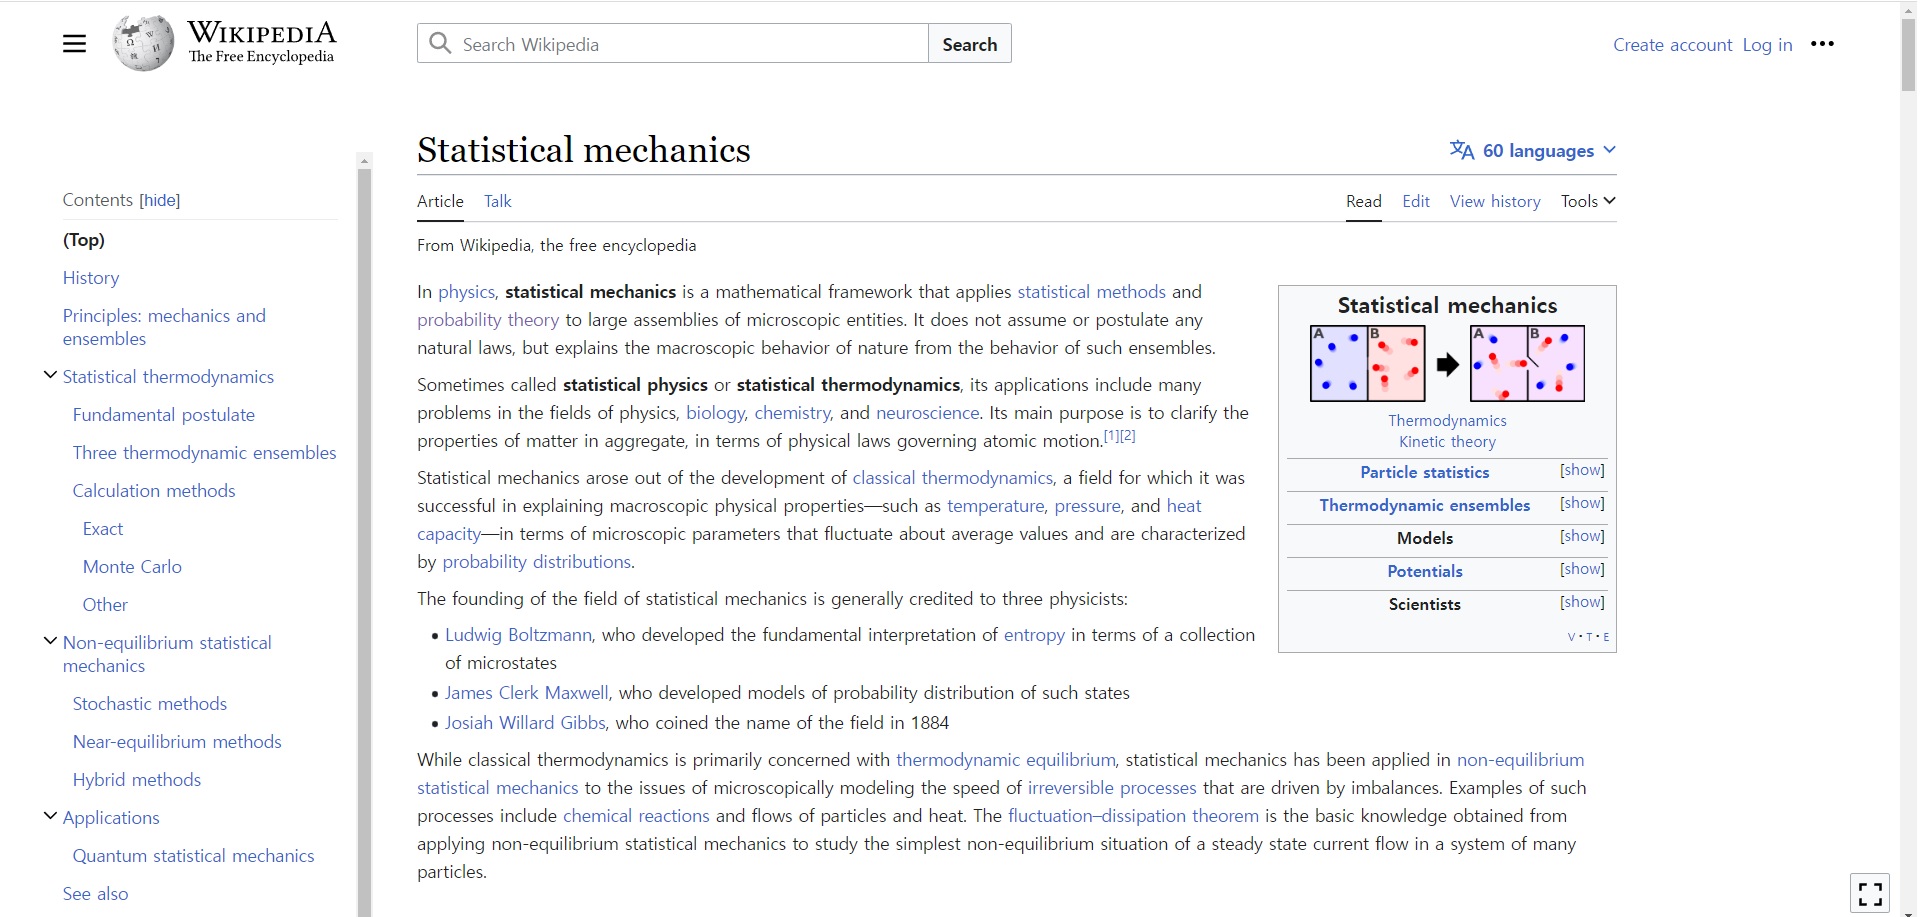 WIKIPEDIA
The Free Encyclopedia
Search Wikipedia
Search
Create account Log in
Contents [hide]
(Top)
History
Principles: mechanics and
ensembles
Statistical thermodynamics
Fundamental postulate
Three thermodynamic ensembles
Calculation methods
Exact
Monte Carlo
Other
Non-equilibrium statistical
mechanics
Stochastic methods
Near-equilibrium methods
Hybrid methods
Applications
Quantum statistical mechanics
See also
Statistical mechanics
60 languages
Article Talk
Read Edit View history Tools
From Wikipedia, the free encyclopedia
In physics, statistical mechanics is a mathematical framework that applies statistical methods and
probability theory to large assemblies of microscopic entities. It does not assume or postulate any
natural laws, but explains the macroscopic behavior of nature from the behavior of such ensembles.
Sometimes called statistical physics or statistical thermodynamics, its applications include many
problems in the fields of physics, biology, chemistry, and neuroscience. Its main purpose is to clarify the
properties of matter in aggregate, in terms of physical laws governing atomic motion.[1][2]
Statistical mechanics arose out of the development of classical thermodynamics, a field for which it was
successful in explaining macroscopic physical properties—such as temperature, pressure, and heat
capacity—in terms of microscopic parameters that fluctuate about average values and are characterized
by probability distributions.
The founding of the field of statistical mechanics is generally credited to three physicists:
• Ludwig Boltzmann, who developed the fundamental interpretation of entropy in terms of a collection
of microstates
• James Clerk Maxwell, who developed models of probability distribution of such states
• Josiah Willard Gibbs, who coined the name of the field in 1884
While classical thermodynamics is primarily concerned with thermodynamic equilibrium, statistical mechanics has been applied in non-equilibrium
statistical mechanics to the issues of microscopically modeling the speed of irreversible processes that are driven by imbalances. Examples of such
processes include chemical reactions and flows of particles and heat. The fluctuation–dissipation theorem is the basic knowledge obtained from
applying non-equilibrium statistical mechanics to study the simplest non-equilibrium situation of a steady state current flow in a system of many
particles.
Statistical mechanics
A B A B
Thermodynamics
Kinetic theory
Particle statistics [show]
Thermodynamic ensembles [show]
Models [show]
Potentials [show]
Scientists [show]
V · T · E